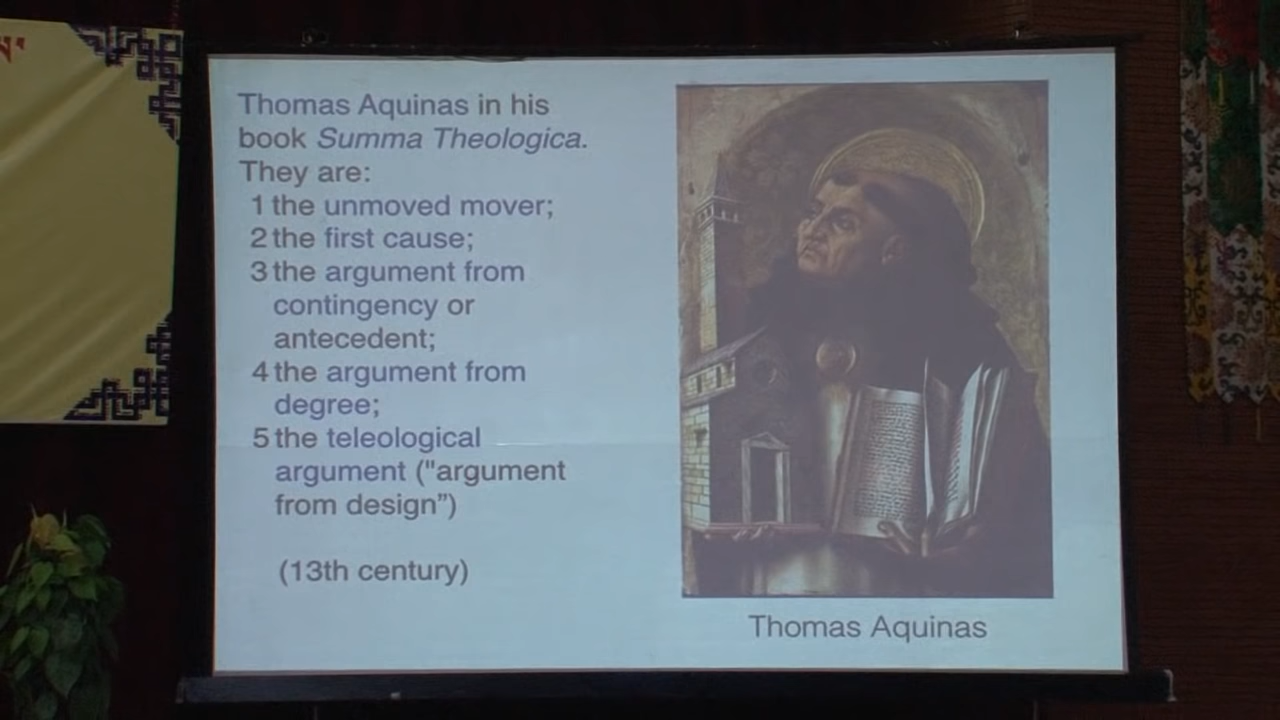 Thomas Aquinas in his
book Summa Theologica.
They are:
1 the unmoved mover;
2 the first cause;
3 the argument from
contingency or
antecedent;
4 the argument from
degree;
5 the teleological
argument ("argument
from design”)
(13th century)
Thomas Aquinas